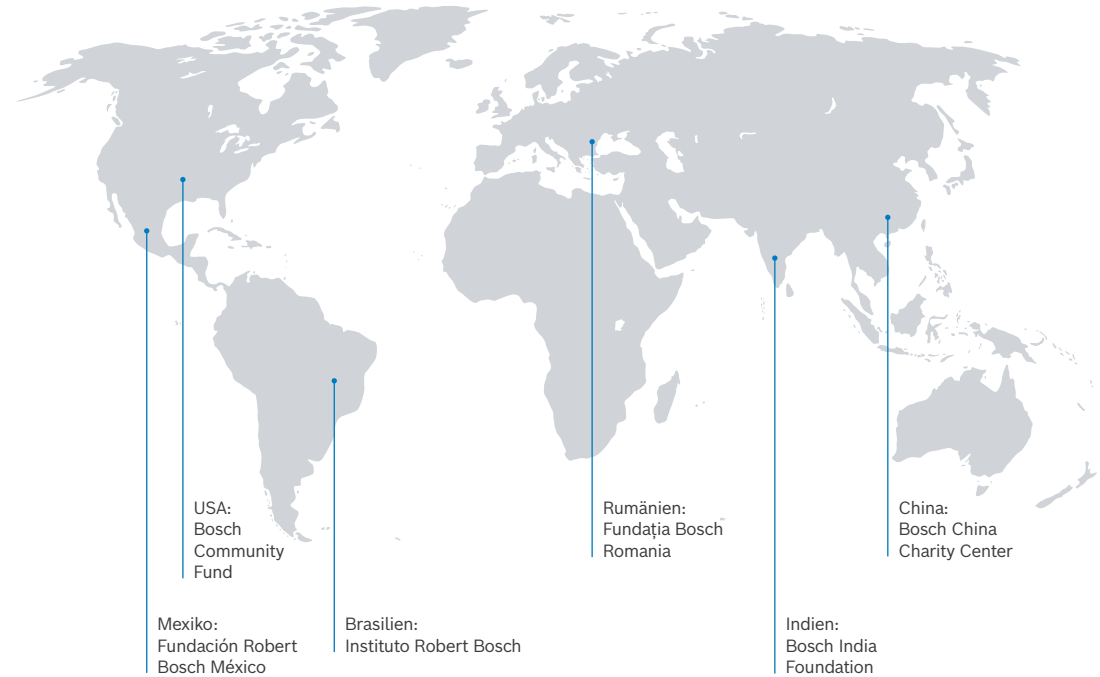 USA:
Bosch
Community
Fund
Rumänien:
Fundația Bosch
Romania
China:
Bosch China
Charity Center
Mexiko:
Fundación Robert
Bosch México
Brasilien:
Instituto Robert Bosch
Indien:
Bosch India
Foundation